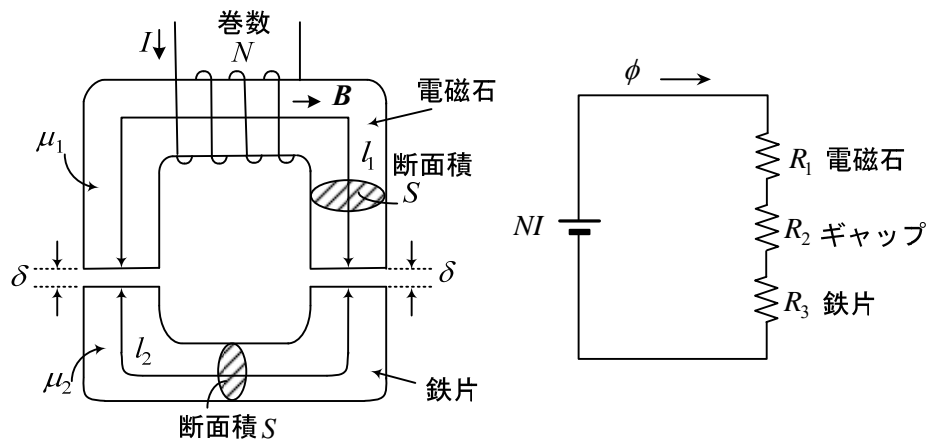 巻数
I N
B
電磁石
μ1
l1
断面積
S
δ
δ
l2
μ2
鉄片
断面積 S
ϕ
NI
R1 電磁石
R2 ギャップ
R3 鉄片